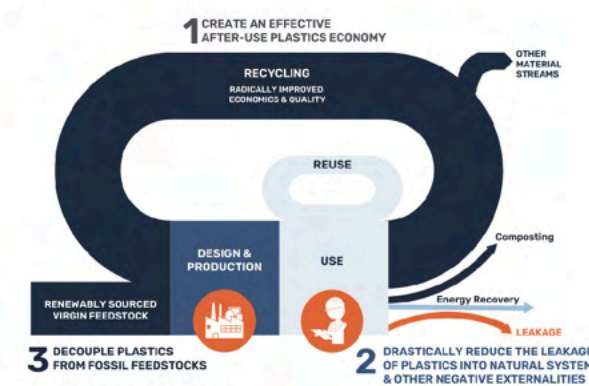 1 CREATE AN EFFECTIVE
AFTER-USE PLASTICS ECONOMY
OTHER
MATERIAL
STREAMS
RECYCLING
RADICALLY IMPROVED
ECONOMICS & QUALITY
REUSE
DESIGN &
PRODUCTION
USE
Composting
RENEWABLY SOURCED
VIRGIN FEEDSTOCK
Energy Recovery
LEAKAGE
3 DECOUPLE PLASTICS
FROM FOSSIL FEEDSTOCKS
2 DRASTICALLY REDUCE THE LEAKAGE
OF PLASTICS INTO NATURAL SYSTEM
& OTHER NEGATIVE EXTERNALITIES